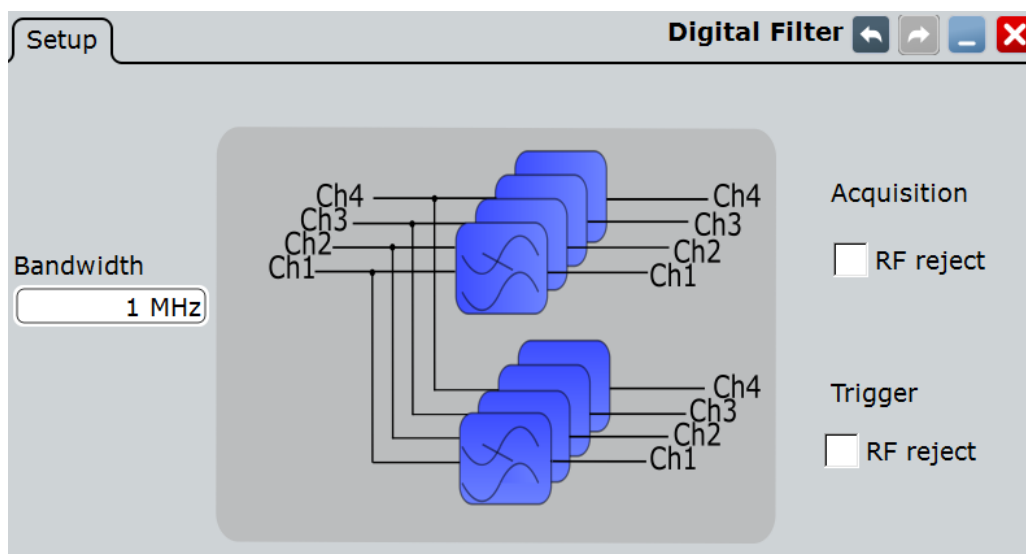 Setup
Digital Filter
Ch4
Ch3
Ch2
Ch1
Ch4
Ch3
Ch2
Ch1
Acquisition
RF reject
Bandwidth
1 MHz
Ch4
Ch3
Ch2
Ch1
Trigger
RF reject